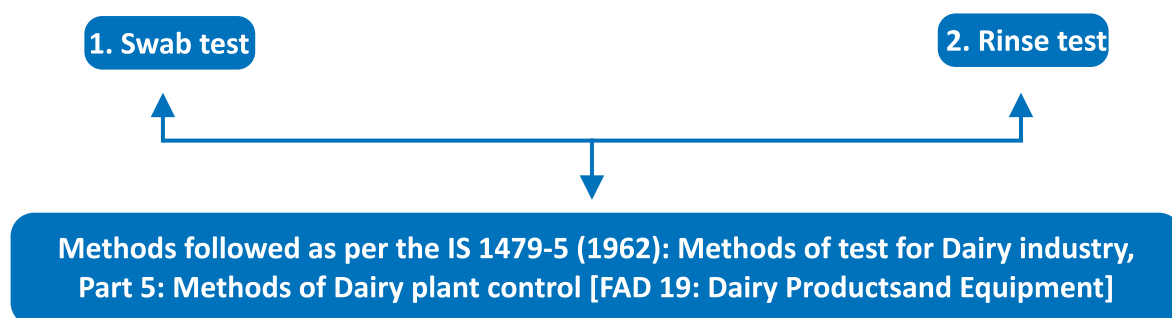 1. Swab test
2. Rinse test
Methods followed as per the IS 1479-5 (1962): Methods of test for Dairy industry,
Part 5: Methods of Dairy plant control [FAD 19: Dairy Productsand Equipment]